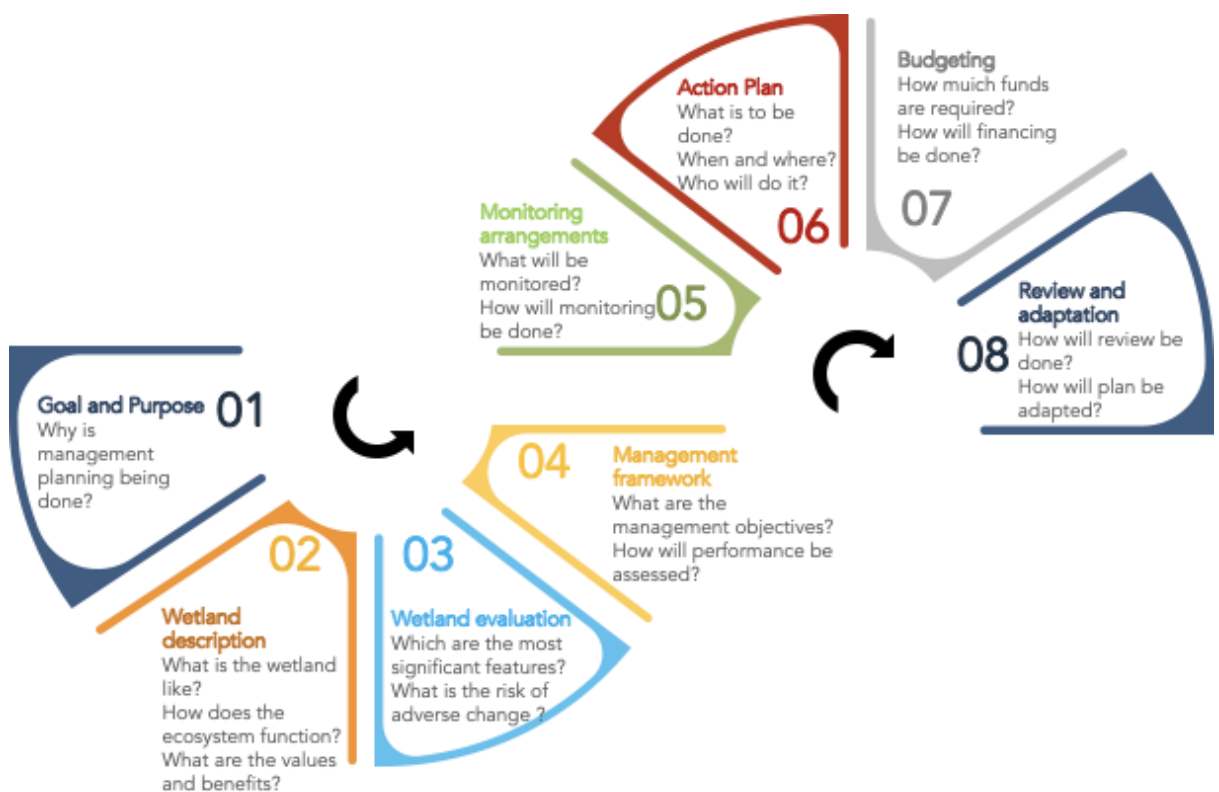 Goal and Purpose
01
Why is
management
planning being
done?
02
Wetland
description
What is the wetland
like?
How does the
ecosystem function?
What are the values
and benefits?
03
Wetland evaluation
Which are the most
significant features?
What is the risk of
adverse change ?
04
Management
framework
What are the
management objectives?
How will performance be
assessed?
Monitoring
arrangements
What will be
monitored?
How will monitoring
be done?
05
Action Plan
What is to be
done?
When and where?
Who will do it?
06
Budgeting
How muich funds
are required?
How will financing
be done?
07
Review and
adaptation
08
How will review be
done?
How will plan be
adapted?